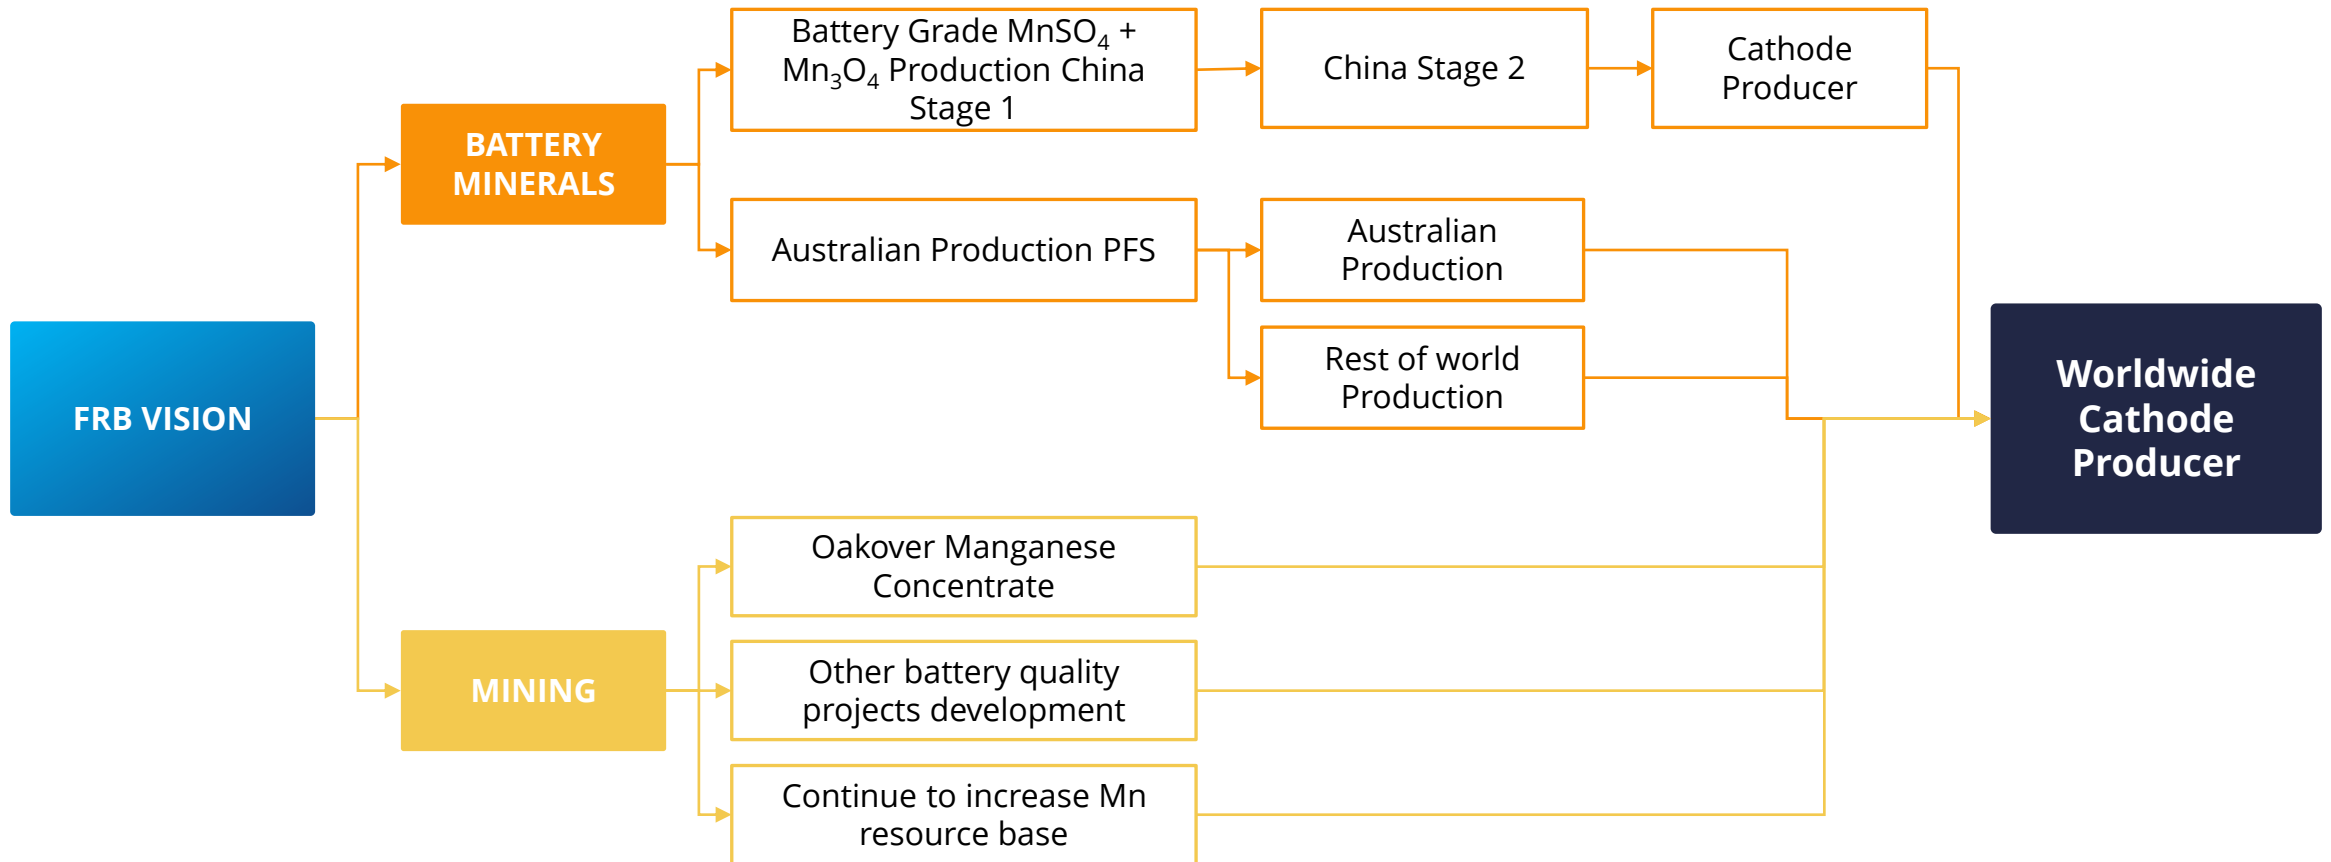 FRB VISION
BATTERY
MINERALS
Battery Grade MnSO₄ +
Mn₃O₄ Production China
Stage 1
China Stage 2
Cathode
Producer
Australian Production PFS
Australian
Production
Rest of world
Production
MINING
Oakover Manganese
Concentrate
Other battery quality
projects development
Continue to increase Mn
resource base
Worldwide
Cathode
Producer